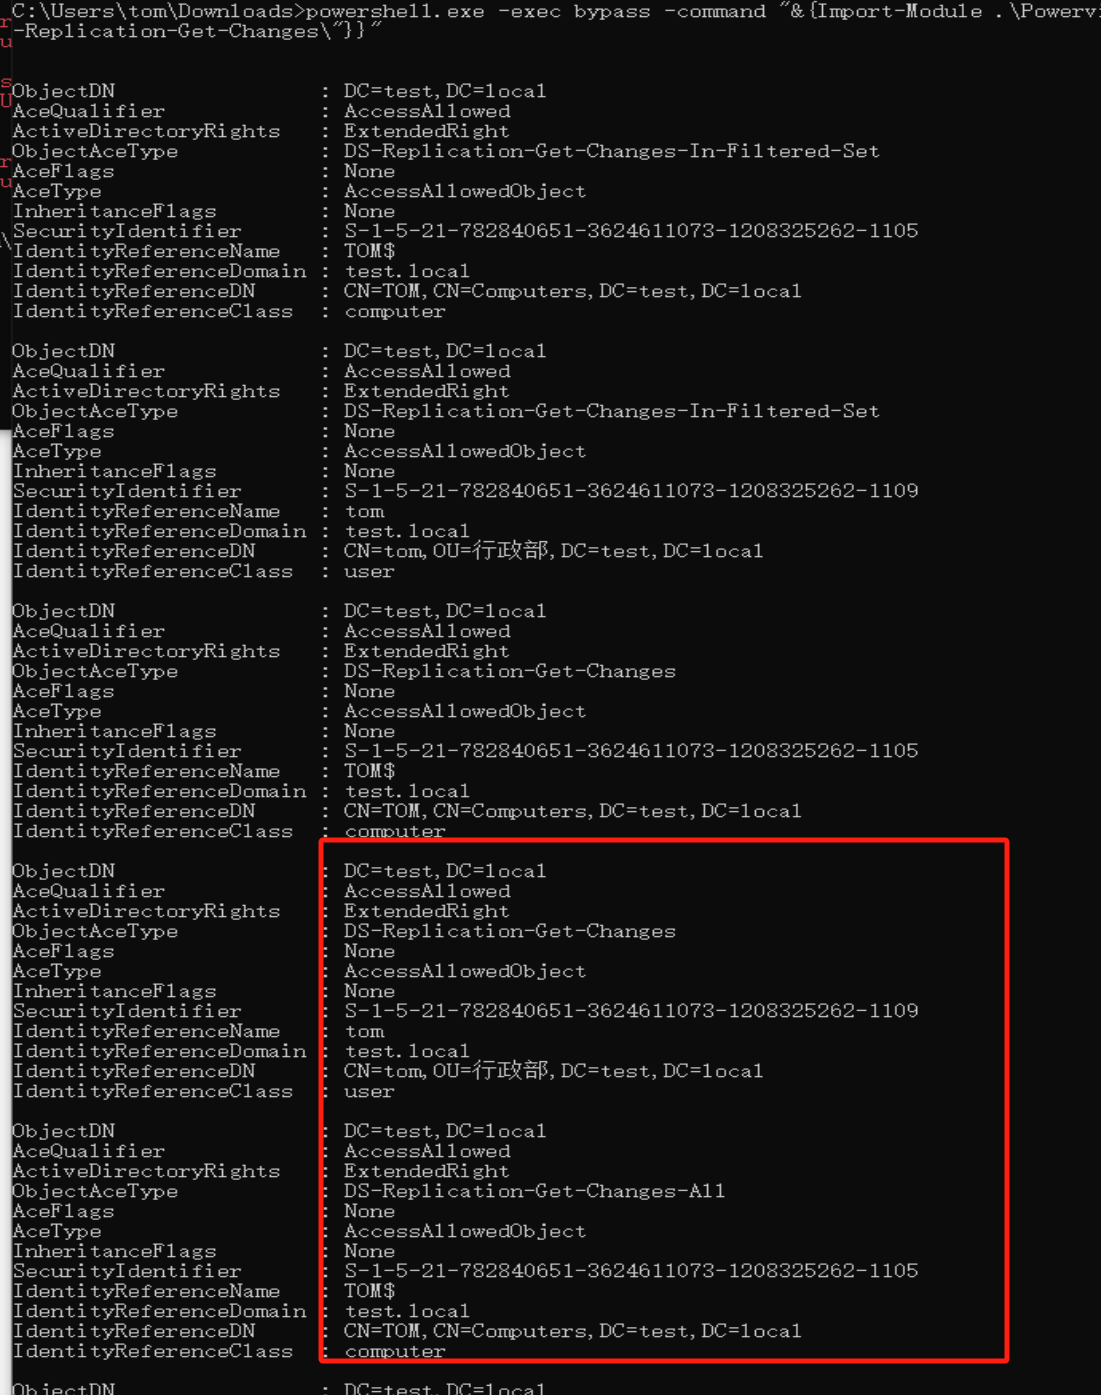 C:\Users\tom\Downloads>powershell.exe -exec bypass -command "&{Import-Module .\Powervi
-Replication-Get-Changes\"}}"
ObjectDN : DC=test,DC=local
AceQualifier : AccessAllowed
ActiveDirectoryRights : ExtendedRight
ObjectAceType : DS-Replication-Get-Changes-In-Filtered-Set
AceFlags : None
AceType : AccessAllowedObject
InheritanceFlags : None
SecurityIdentifier : S-1-5-21-782840651-3624611073-1208325262-1105
IdentityReferenceName : TOM$
IdentityReferenceDomain : test.local
IdentityReferenceDN : CN=TOM,CN=Computers,DC=test,DC=local
IdentityReferenceClass : computer
ObjectDN : DC=test,DC=local
AceQualifier : AccessAllowed
ActiveDirectoryRights : ExtendedRight
ObjectAceType : DS-Replication-Get-Changes-In-Filtered-Set
AceFlags : None
AceType : AccessAllowedObject
InheritanceFlags : None
SecurityIdentifier : S-1-5-21-782840651-3624611073-1208325262-1109
IdentityReferenceName : tom
IdentityReferenceDomain : test.local
IdentityReferenceDN : CN=tom,OU=行政部,DC=test,DC=local
IdentityReferenceClass : user
ObjectDN : DC=test,DC=local
AceQualifier : AccessAllowed
ActiveDirectoryRights : ExtendedRight
ObjectAceType : DS-Replication-Get-Changes
AceFlags : None
AceType : AccessAllowedObject
InheritanceFlags : None
SecurityIdentifier : S-1-5-21-782840651-3624611073-1208325262-1105
IdentityReferenceName : TOM$
IdentityReferenceDomain : test.local
IdentityReferenceDN : CN=TOM,CN=Computers,DC=test,DC=local
IdentityReferenceClass : computer
ObjectDN : DC=test,DC=local
AceQualifier : AccessAllowed
ActiveDirectoryRights : ExtendedRight
ObjectAceType : DS-Replication-Get-Changes
AceFlags : None
AceType : AccessAllowedObject
InheritanceFlags : None
SecurityIdentifier : S-1-5-21-782840651-3624611073-1208325262-1109
IdentityReferenceName : tom
IdentityReferenceDomain : test.local
IdentityReferenceDN : CN=tom,OU=行政部,DC=test,DC=local
IdentityReferenceClass : user
ObjectDN : DC=test,DC=local
AceQualifier : AccessAllowed
ActiveDirectoryRights : ExtendedRight
ObjectAceType : DS-Replication-Get-Changes-All
AceFlags : None
AceType : AccessAllowedObject
InheritanceFlags : None
SecurityIdentifier : S-1-5-21-782840651-3624611073-1208325262-1105
IdentityReferenceName : TOM$
IdentityReferenceDomain : test.local
IdentityReferenceDN : CN=TOM,CN=Computers,DC=test,DC=local
IdentityReferenceClass : computer
ObjectDN : DC=test,DC=local